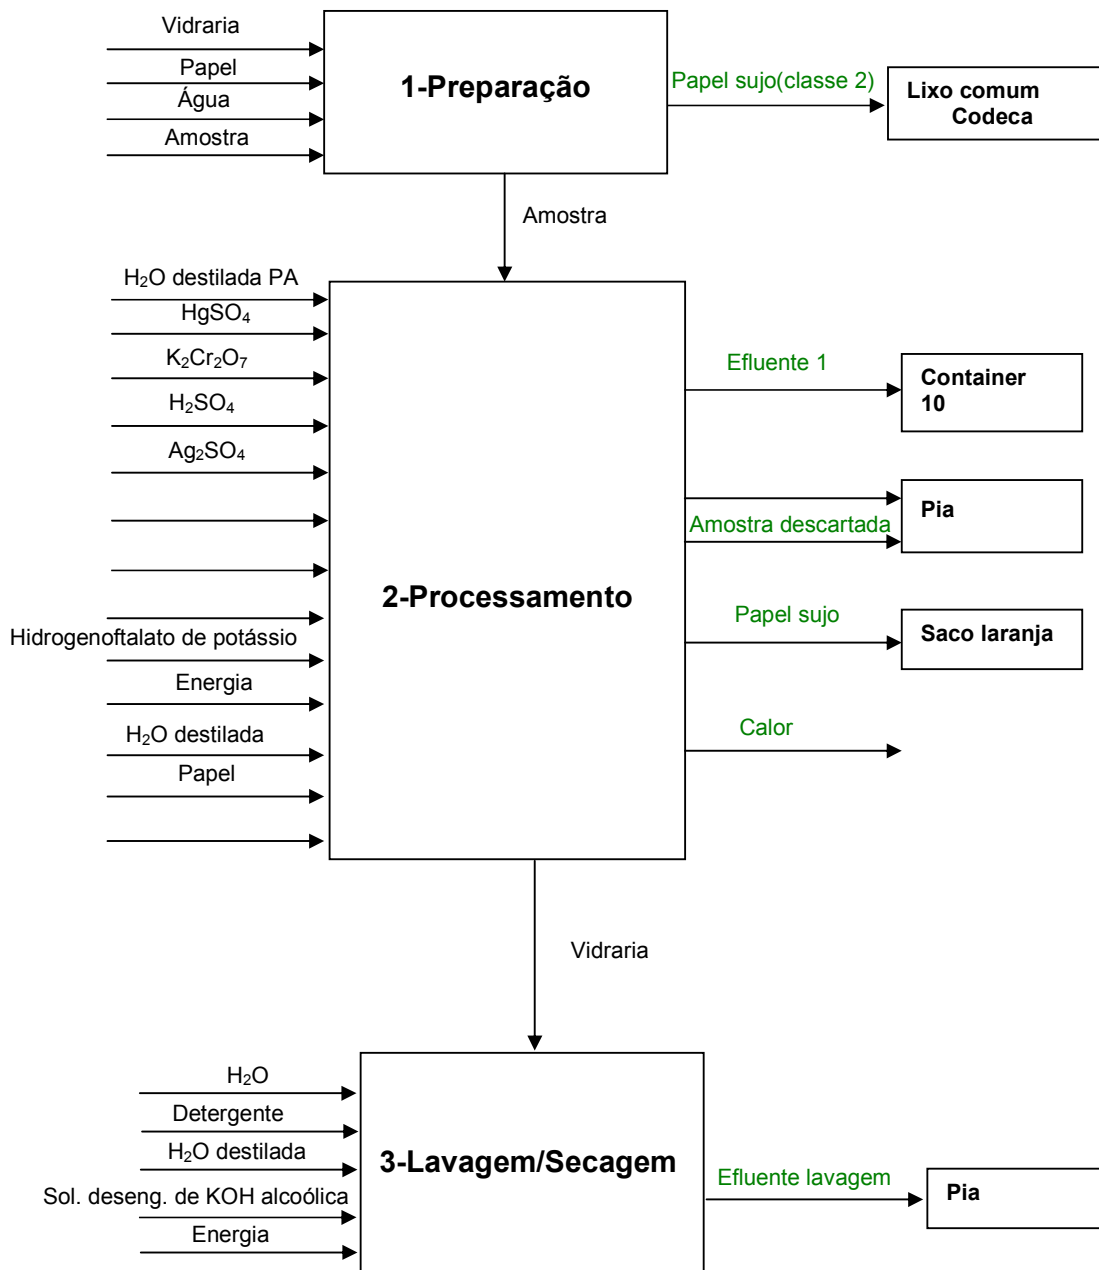 Vidraria
Papel
Água
Amostra
1-Preparação
Papel sujo(classe 2)
Lixo comum
Codeca
Amostra
H₂O destilada PA
HgSO₄
K₂Cr₂O₇
H₂SO₄
Ag₂SO₄
Hidrogenoftalato de potássio
Energia
H₂O destilada
Papel
2-Processamento
Efluente 1
Container
10
Pia
Amostra descartada
Papel sujo
Saco laranja
Calor
Vidraria
H₂O
Detergente
H₂O destilada
Sol. deseng. de KOH alcoólica
Energia
3-Lavagem/Secagem
Efluente lavagem
Pia